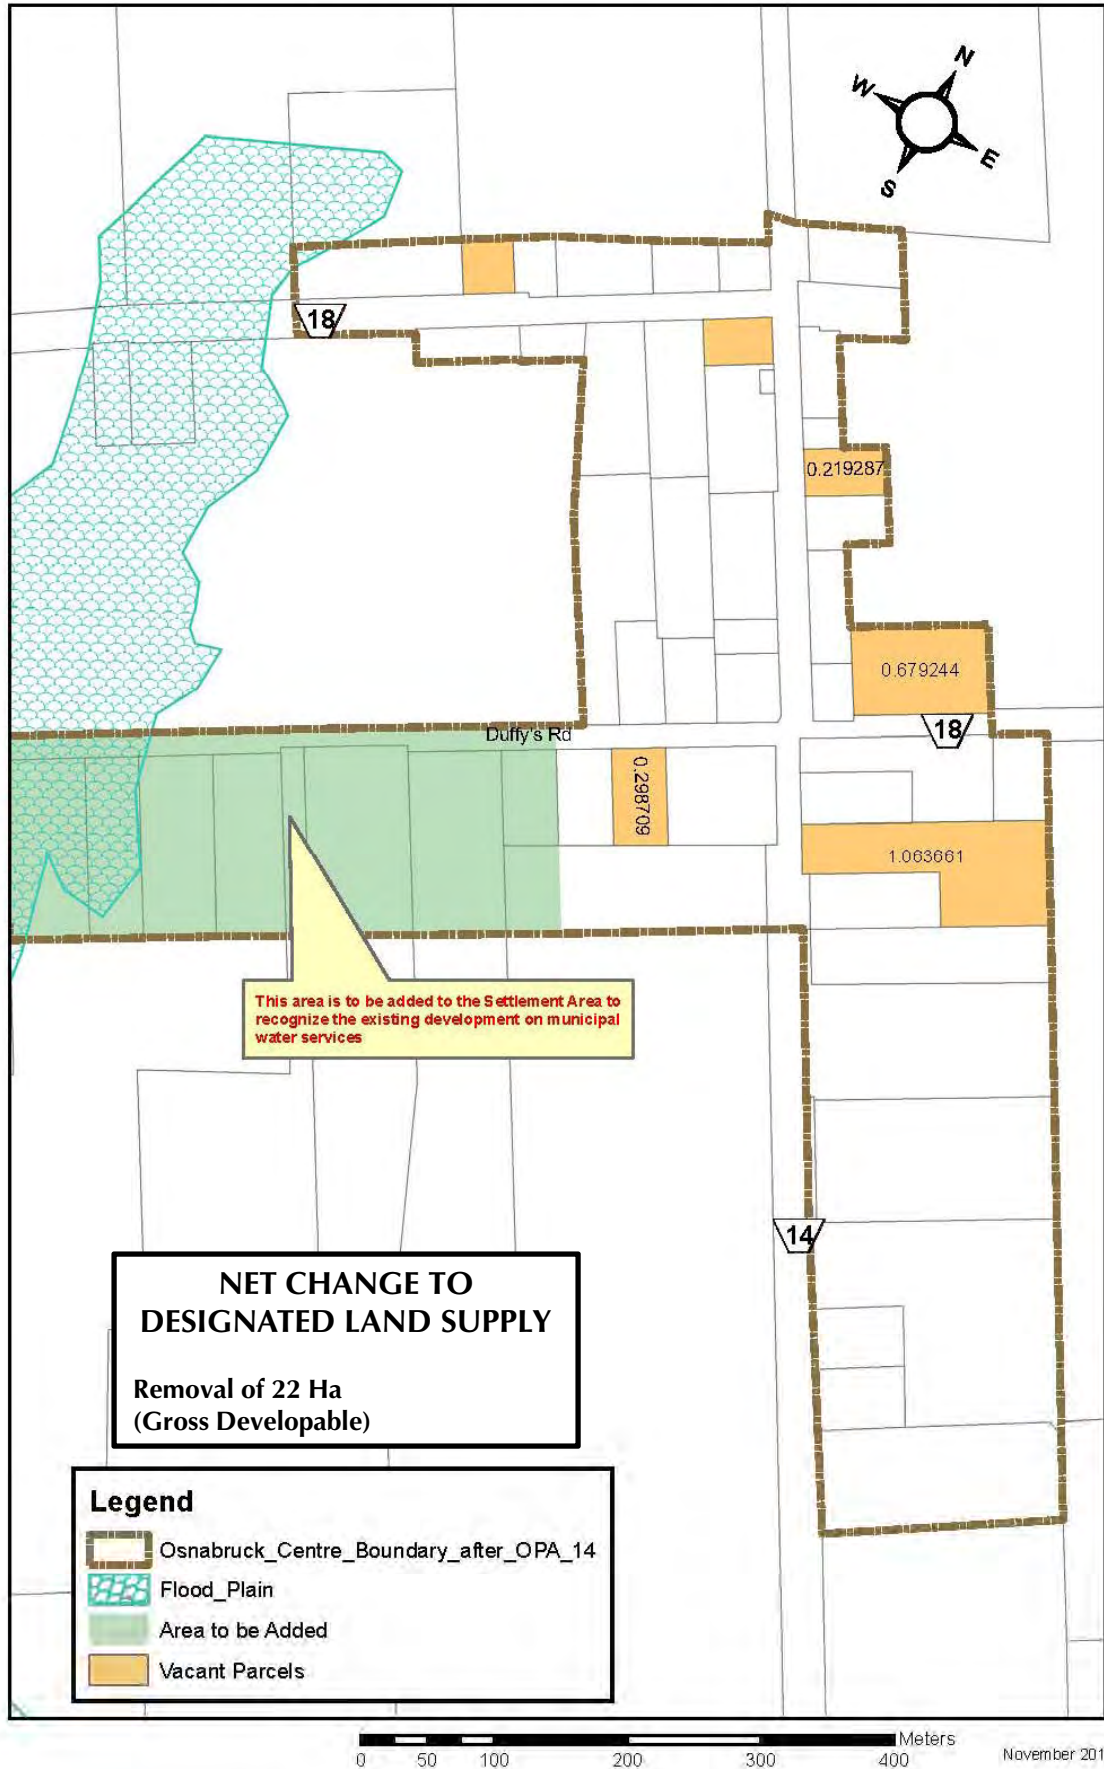 N
W
E
S
18
0.219287
0.679244
18
Duffy's Rd
0.298709
1.063661
This area is to be added to the Settlement Area to
recognize the existing development on municipal
water services
14
NET CHANGE TO
DESIGNATED LAND SUPPLY
Removal of 22 Ha
(Gross Developable)
Legend
Osnabruck_Centre_Boundary_after_OPA_14
Flood_Plain
Area to be Added
Vacant Parcels
Meters
0 50 100 200 300 400
November 201